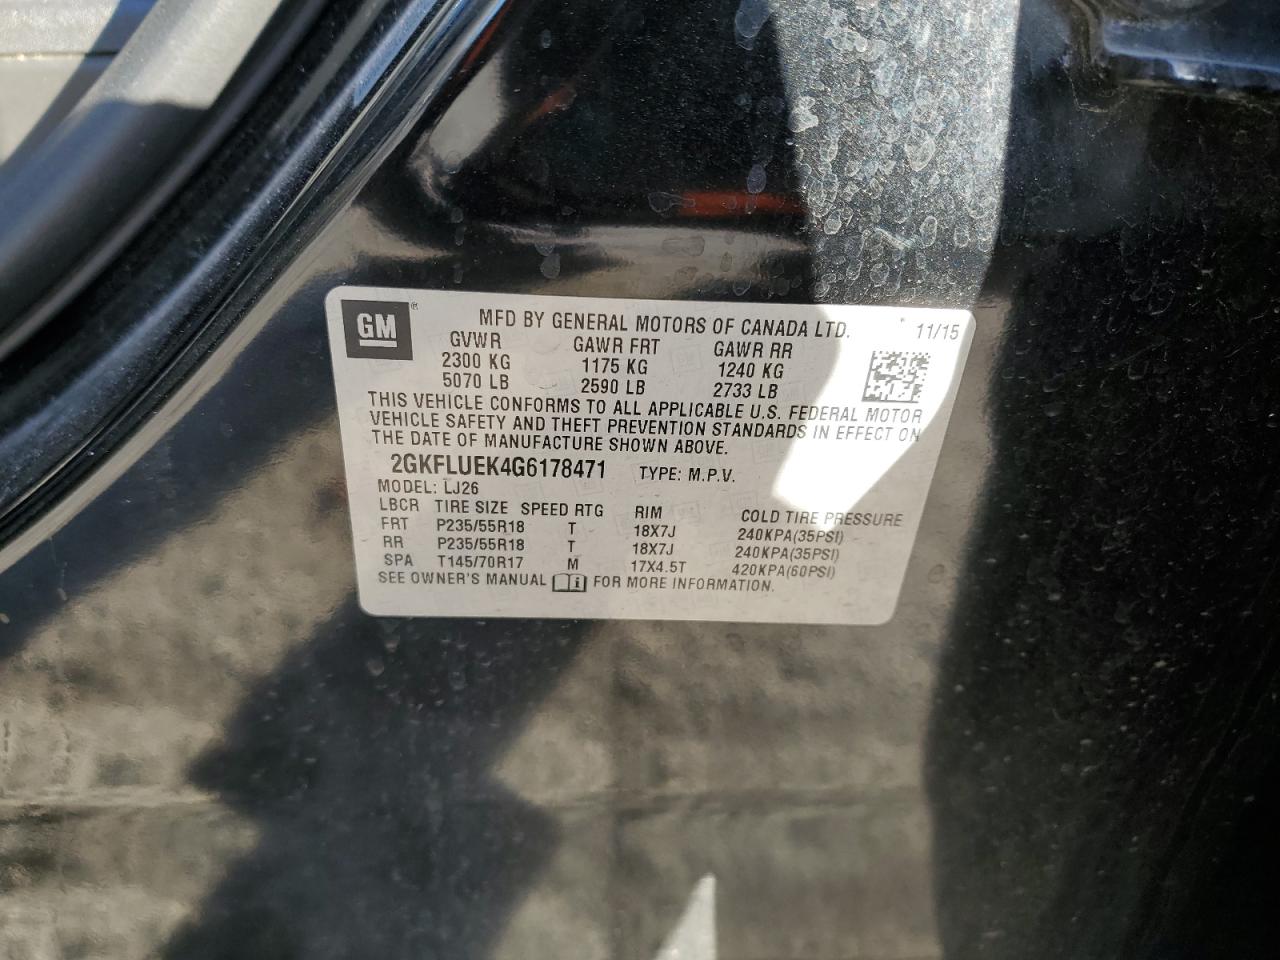 GM®
MFD BY GENERAL MOTORS OF CANADA LTD. 11/15
GVWR GAWR FRT GAWR RR
2300 KG 1175 KG 1240 KG
5070 LB 2590 LB 2733 LB
THIS VEHICLE CONFORMS TO ALL APPLICABLE U.S. FEDERAL MOTOR
VEHICLE SAFETY AND THEFT PREVENTION STANDARDS IN EFFECT ON
THE DATE OF MANUFACTURE SHOWN ABOVE.
2GKFLUEK4G6178471 TYPE: M.P.V.
MODEL: LJ26
LBCR TIRE SIZE SPEED RTG RIM COLD TIRE PRESSURE
FRT P235/55R18 T 18X7J 240KPA(35PSI)
RR P235/55R18 T 18X7J 240KPA(35PSI)
SPA T145/70R17 M 17X4.5T 420KPA(60PSI)
SEE OWNER'S MANUAL FOR MORE INFORMATION.